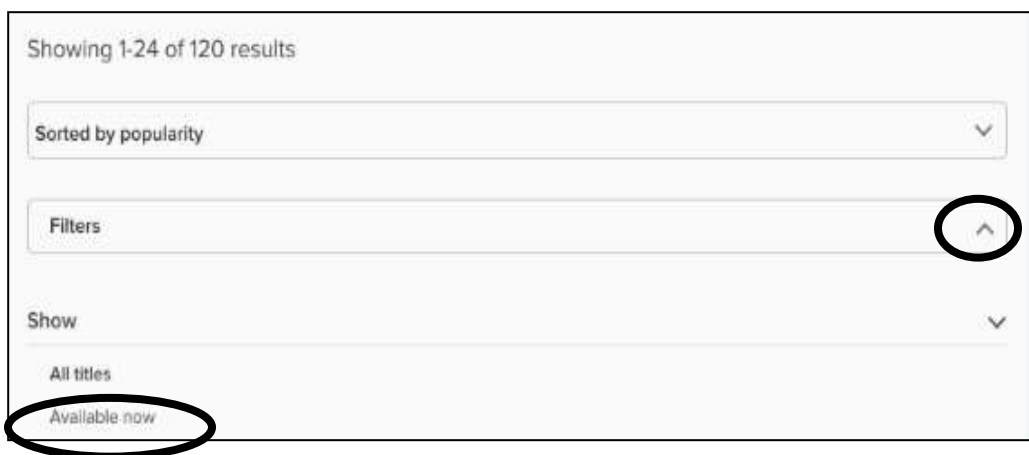 Showing 1-24 of 120 results
Sorted by popularity
Filters
Show
All titles
Available now